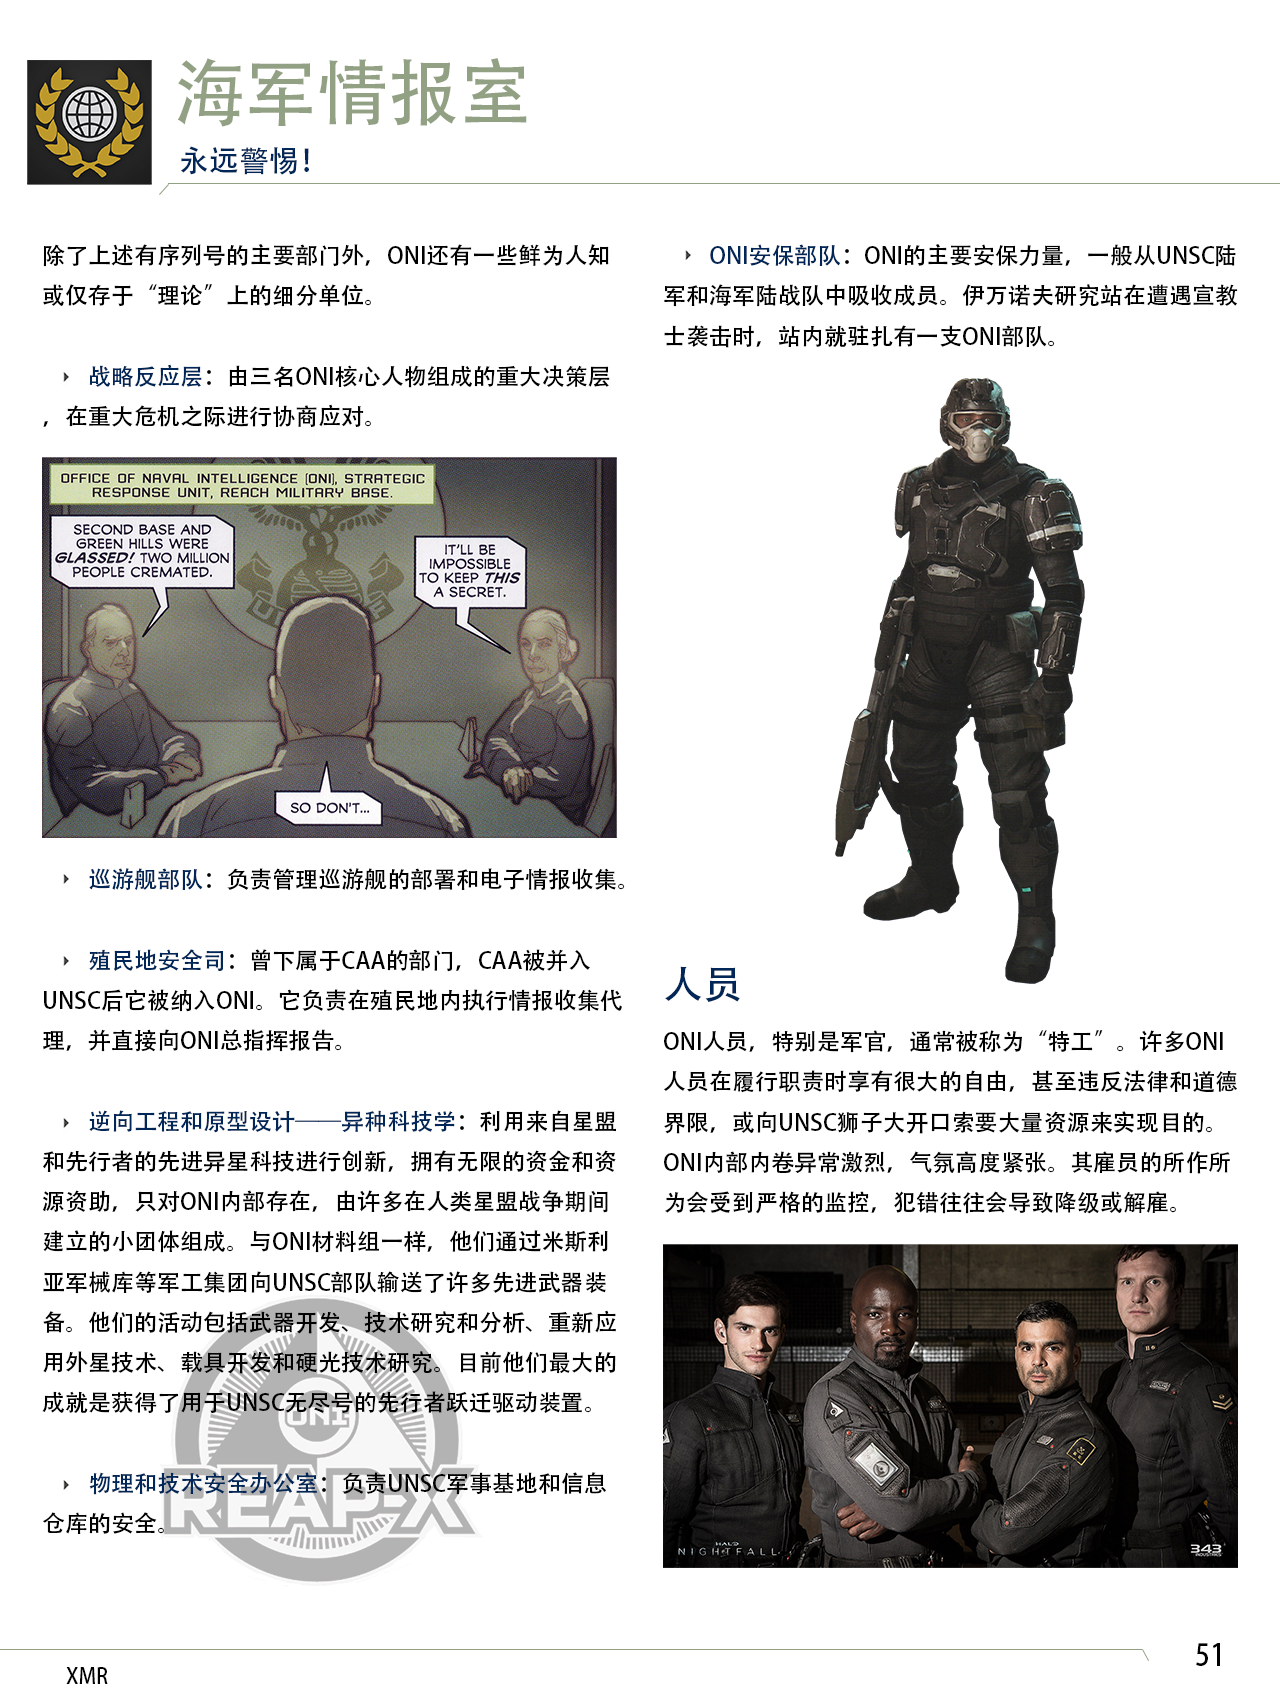 海军情报室
永远警惕！
除了上述有序列号的主要部门外，ONI还有一些鲜为人知
或仅存于“理论”上的细分单位。
战略反应层：由三名ONI核心人物组成的重大决策层
，在重大危机之际进行协商应对。
OFFICE OF NAVAL INTELLIGENCE (ONI), STRATEGIC
RESPONSE UNIT, REACH MILITARY BASE.
SECOND BASE AND
GREEN HILLS WERE
GLASSED! TWO MILLION
PEOPLE CREMATED.
IT'LL BE
IMPOSSIBLE
TO KEEP THIS
A SECRET.
SO DON'T...
巡游舰部队：负责管理巡游舰的部署和电子情报收集。
殖民地安全司：曾下属于CAA的部门，CAA被并入
UNSC后它被纳入ONI。它负责在殖民地内执行情报收集代
理，并直接向ONI总指挥报告。
逆向工程和原型设计——异种科技学：利用来自星盟
和先行者的先进异星科技进行创新，拥有无限的资金和资
源资助，只对ONI内部存在，由许多在人类星盟战争期间
建立的小团体组成。与ONI材料组一样，他们通过米斯利
亚军械库等军工集团向UNSC部队输送了许多先进武器装
备。他们的活动包括武器开发、技术研究和分析、重新应
用外星技术、载具开发和硬光技术研究。目前他们最大的
成就是获得了用于UNSC无尽号的先行者跃迁驱动装置。
ONI
REAP-X
物理和技术安全办公室：负责UNSC军事基地和信息
仓库的安全。
ONI安保部队：ONI的主要安保力量，一般从UNSC陆
军和海军陆战队中吸收成员。伊万诺夫研究站在遭遇宣教
士袭击时，站内就驻扎有一支ONI部队。
人员
ONI人员，特别是军官，通常被称为“特工”。许多ONI
人员在履行职责时享有很大的自由，甚至违反法律和道德
界限，或向UNSC狮子大开口索要大量资源来实现目的。
ONI内部内卷异常激烈，气氛高度紧张。其雇员的所作所
为会受到严格的监控，犯错往往会导致降级或解雇。
HALO
NIGHTFALL
343
INDUSTRIES
XMR
51